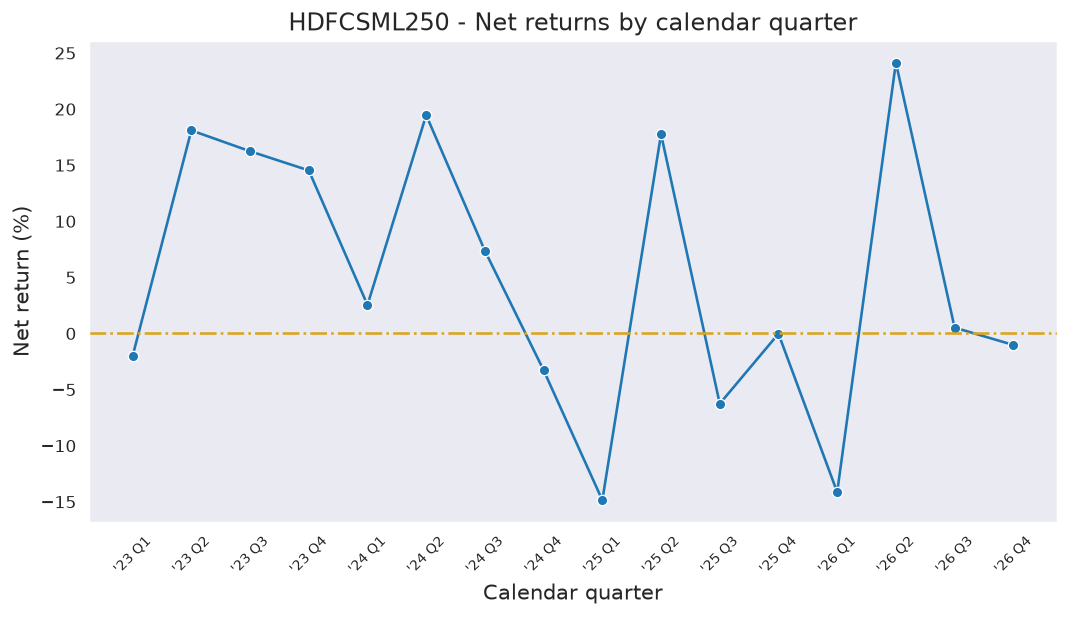 HDFCSML250 - Net returns by calendar quarter
Net return (%)
25
20
15
10
5
0
−5
−10
−15
'23 Q1
'23 Q2
'23 Q3
'23 Q4
'24 Q1
'24 Q2
'24 Q3
'24 Q4
'25 Q1
'25 Q2
'25 Q3
'25 Q4
'26 Q1
'26 Q2
'26 Q3
'26 Q4
Calendar quarter